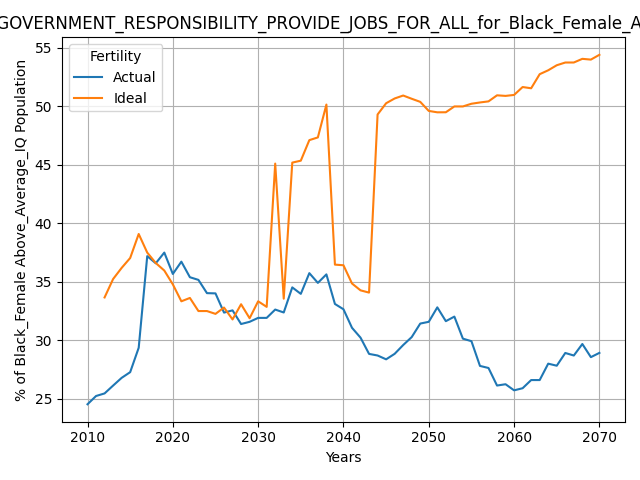 GOVERNMENT_RESPONSIBILITY_PROVIDE_JOBS_FOR_ALL_for_Black_Female_A
Fertility
Actual
Ideal
% of Black_Female Above_Average_IQ Population
55
50
45
40
35
30
25
2010 2020 2030 2040 2050 2060 2070
Years